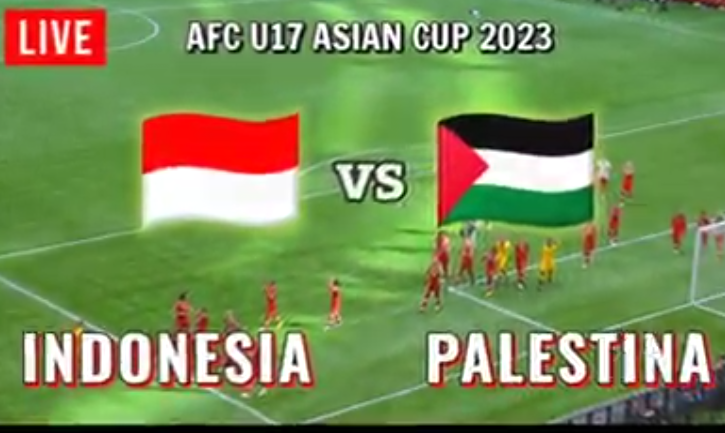 LIVE
AFC U17 ASIAN CUP 2023
VS
INDONESIA
PALESTINA